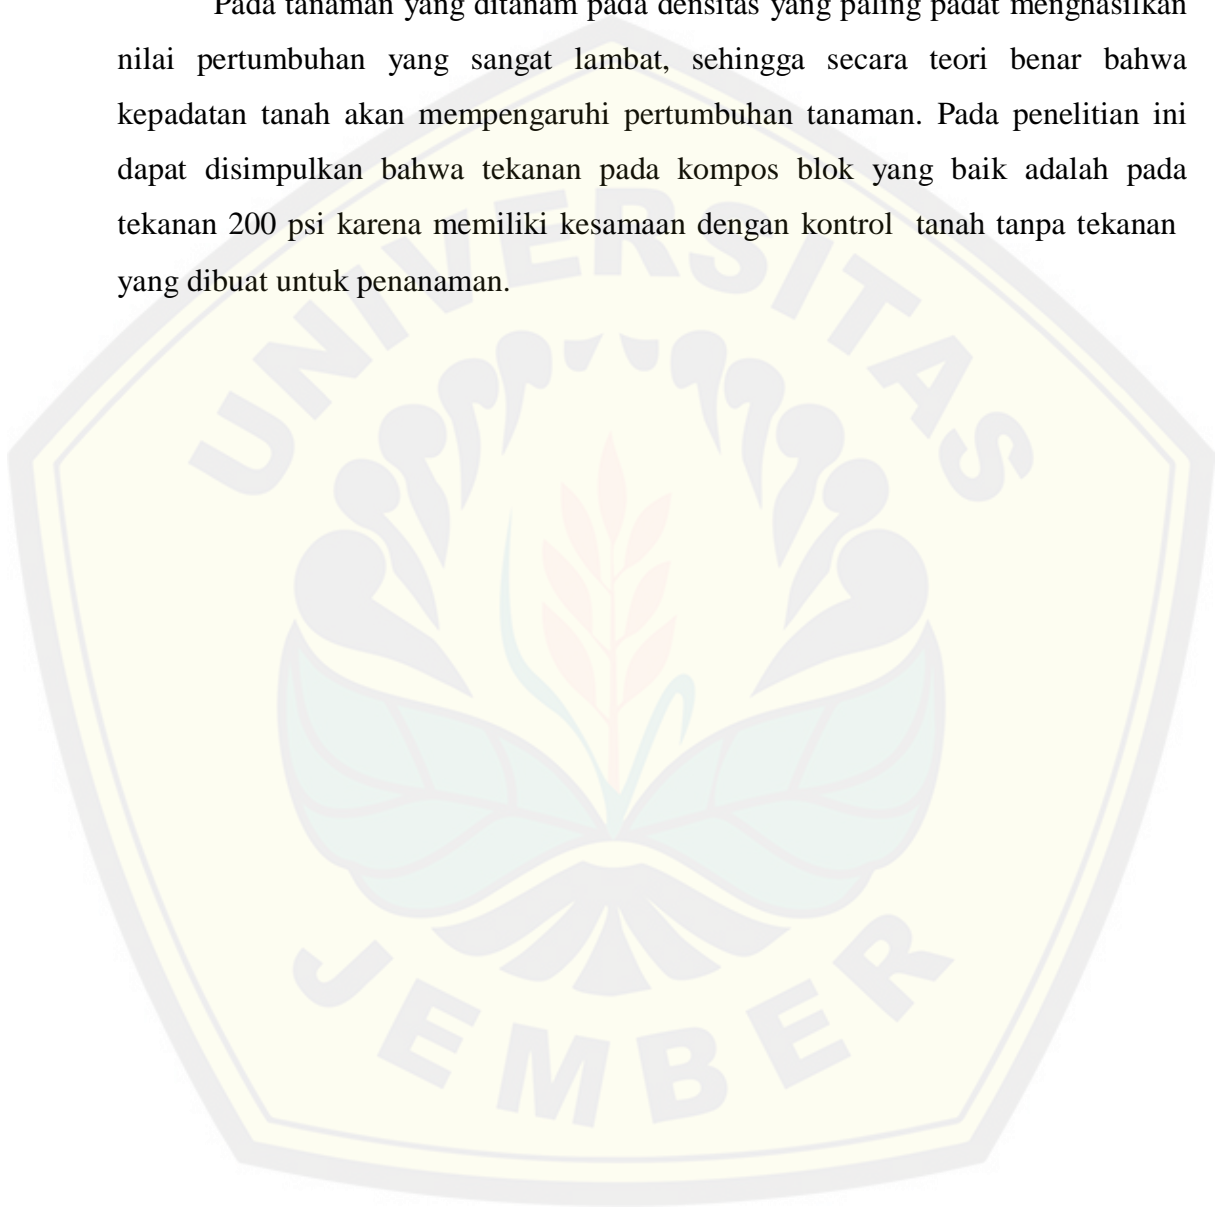 Pada tanaman yang ditanam pada densitas yang paling padat menghasilkan
nilai pertumbuhan yang sangat lambat, sehingga secara teori benar bahwa
kepadatan tanah akan mempengaruhi pertumbuhan tanaman. Pada penelitian ini
dapat disimpulkan bahwa tekanan pada kompos blok yang baik adalah pada
tekanan 200 psi karena memiliki kesamaan dengan kontrol tanah tanpa tekanan
yang dibuat untuk penanaman.
UNIVERSITAS
JEMBER